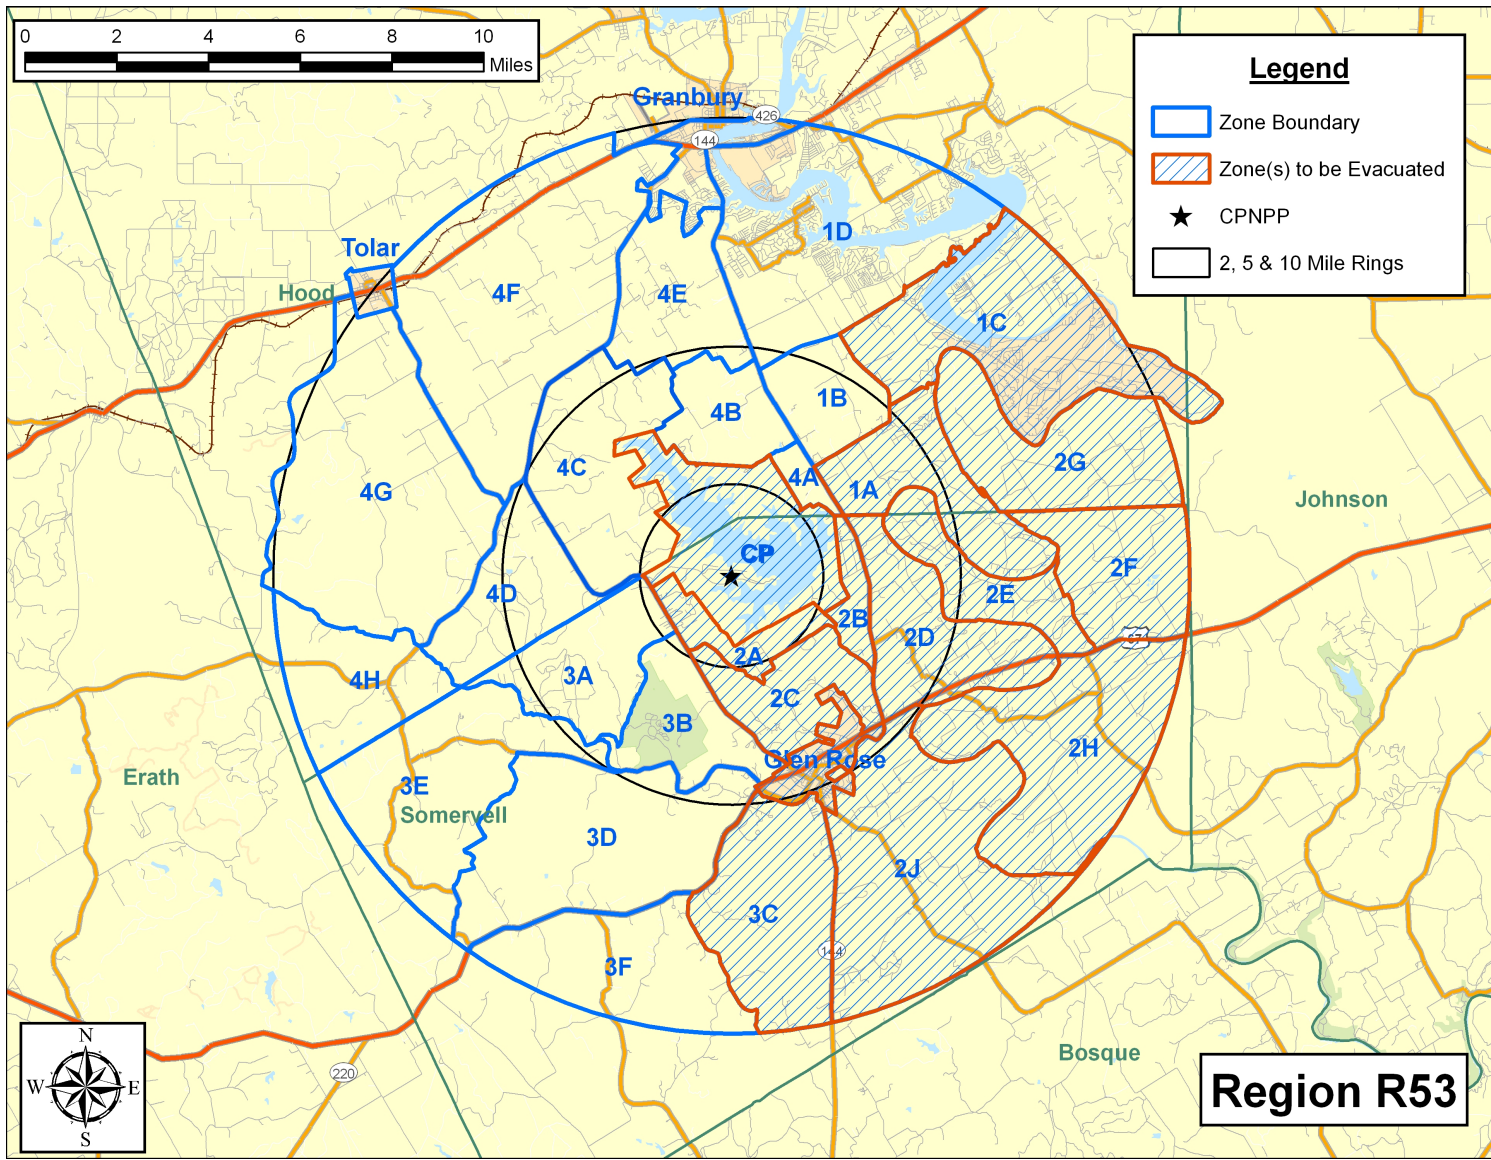 0 2 4 6 8 10
Miles
Legend
Zone Boundary
Zone(s) to be Evacuated
CPNPP
2, 5 & 10 Mile Rings
Granbury
426
144
1D
Tolar
Hood
4F
4E
1C
4B
1B
4C
4A
1A
2G
4G
Johnson
CP
4D
2B
2E
2F
2D
67
2A
3A
4H
2C
3B
2H
Glen Rose
Erath
3E
Somervell
3D
2J
3C
144
3F
220
Bosque
N
W E
S
Region R53